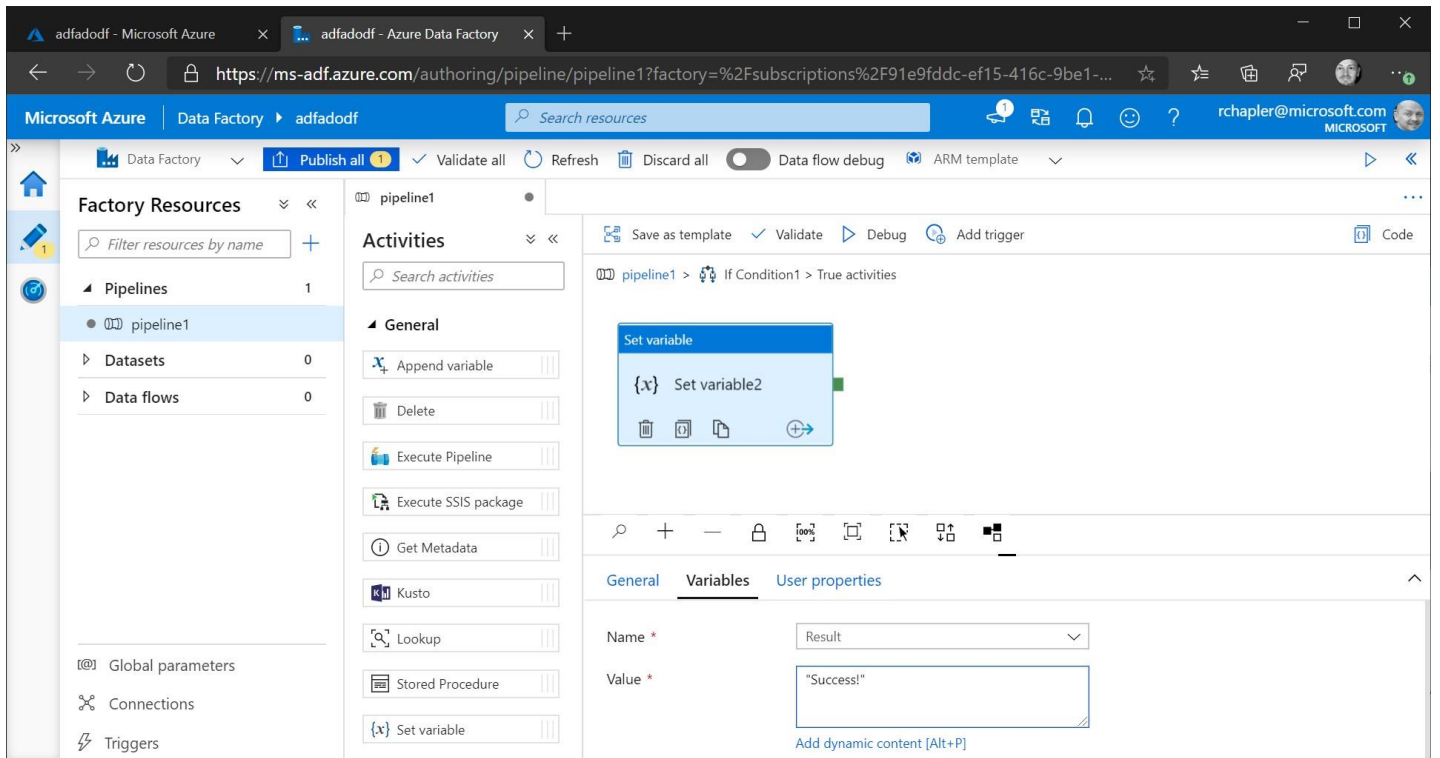 adfadodf - Microsoft Azure
adfadodf - Azure Data Factory
https://ms-adf.azure.com/authoring/pipeline/pipeline1?factory=%2Fsubscriptions%2F91e9fddc-ef15-416c-9be1-...
Microsoft Azure
Data Factory
adfadodf
Search resources
1
rchapler@microsoft.com
MICROSOFT
Data Factory
Publish all 1
Validate all
Refresh
Discard all
Data flow debug
ARM template
1
Factory Resources
Filter resources by name
Pipelines 1
pipeline1
Datasets 0
Data flows 0
Global parameters
Connections
Triggers
pipeline1
Activities
Search activities
General
Append variable
Delete
Execute Pipeline
Execute SSIS package
Get Metadata
Kusto
Lookup
Stored Procedure
{x} Set variable
Save as template
Validate
Debug
Add trigger
Code
pipeline1 > If Condition1 > True activities
Set variable
{x} Set variable2
100%
General
Variables
User properties
Name *
Result
Value *
"Success!"
Add dynamic content [Alt+P]